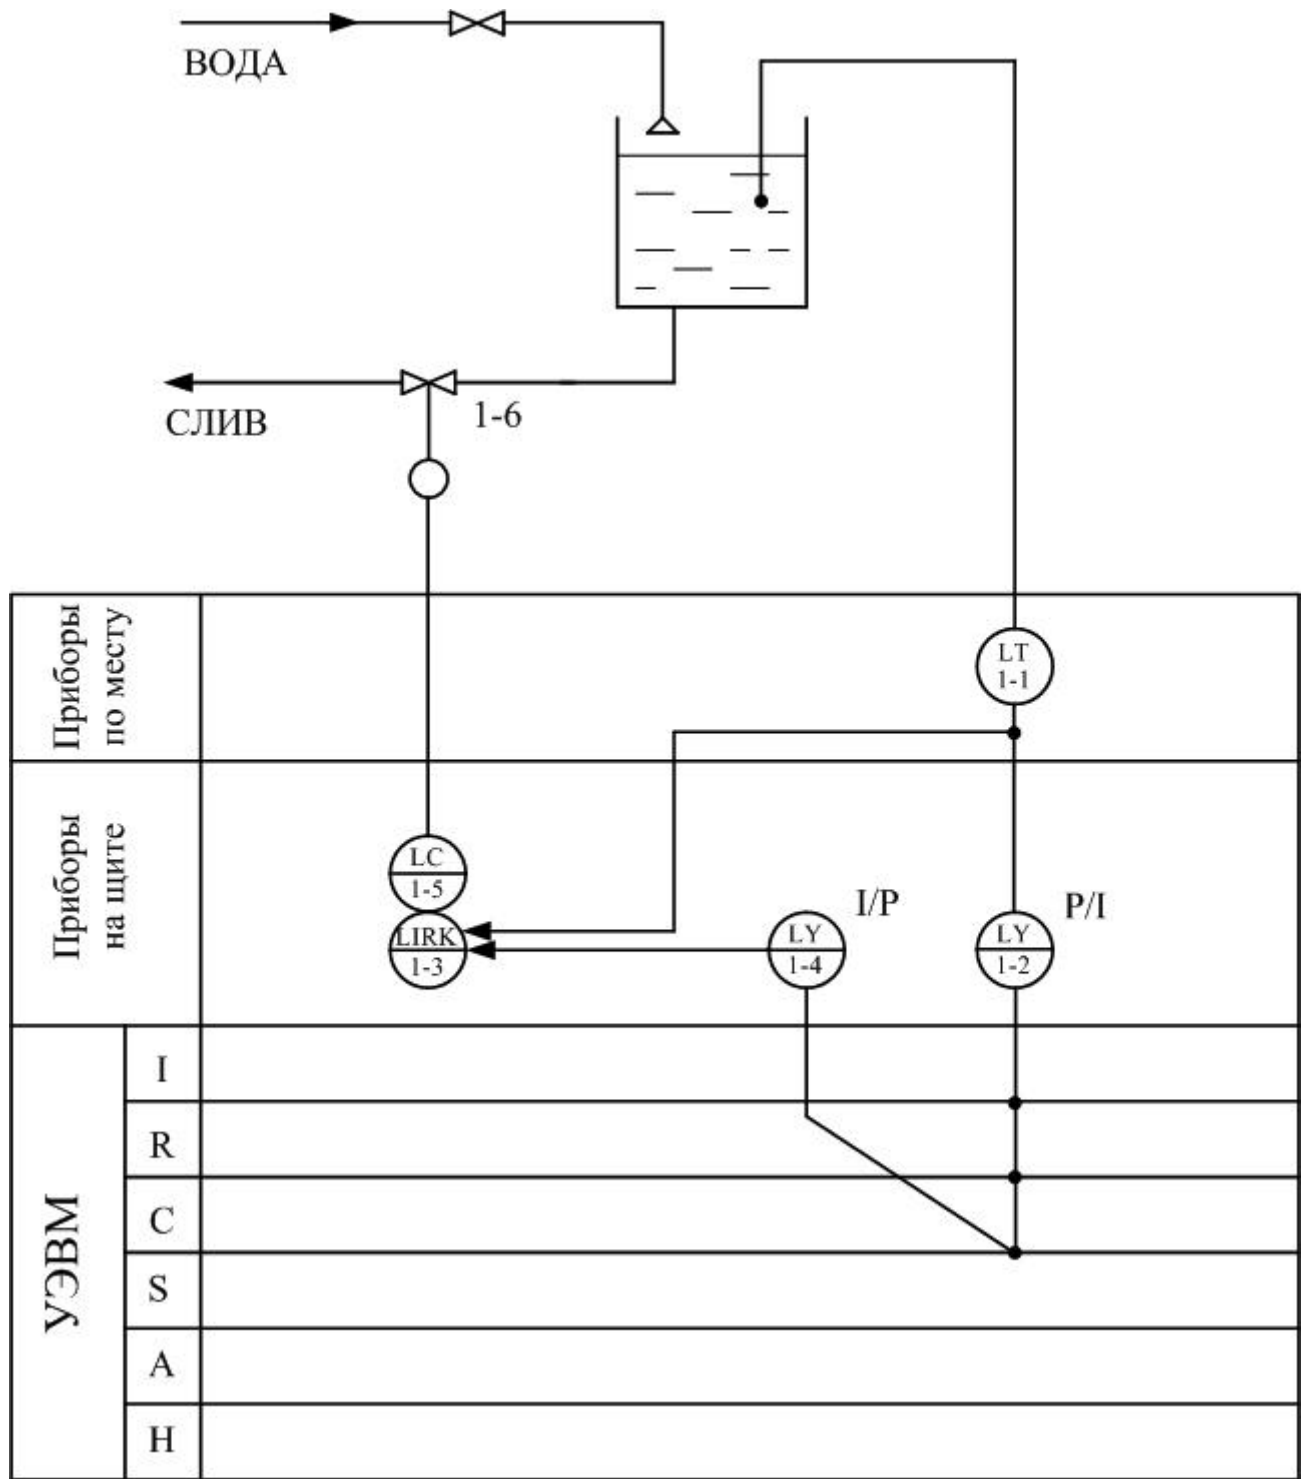 ВОДА
СЛИВ
1-6
Приборы
по месту
LT
1-1
Приборы
на щите
LC
1-5
LIRK
1-3
I/P
LY
1-4
P/I
LY
1-2
УЭВМ
I
R
C
S
A
H